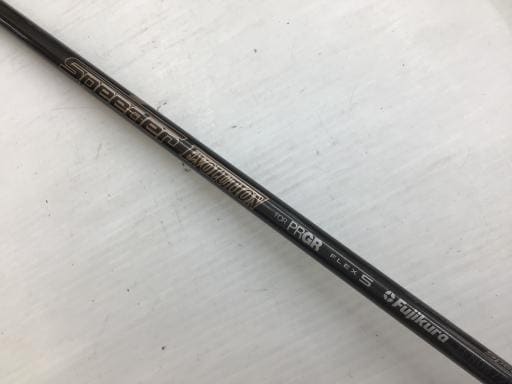 Speeder EVOLUTION FOR PRGR FLEX S Fujikura